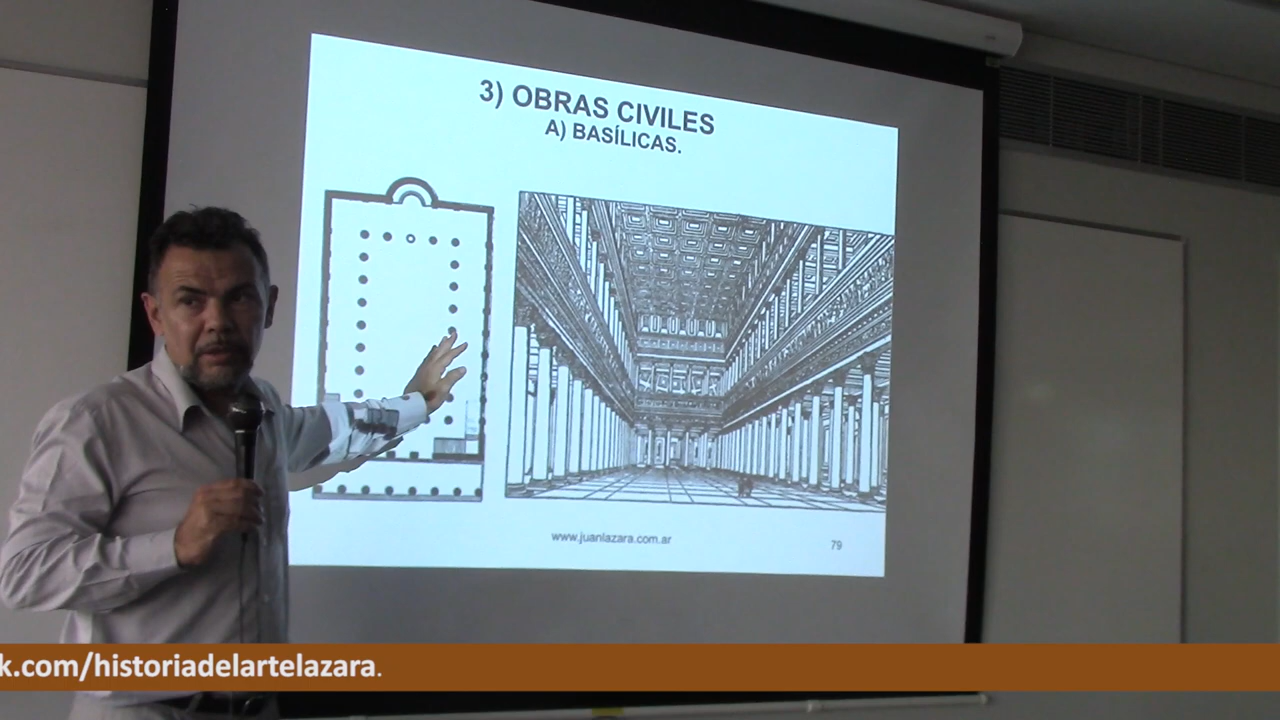 3) OBRAS CIVILES
A) BASÍLICAS.
www.juanlazara.com.ar
79
k.com/historiadelartelazara.